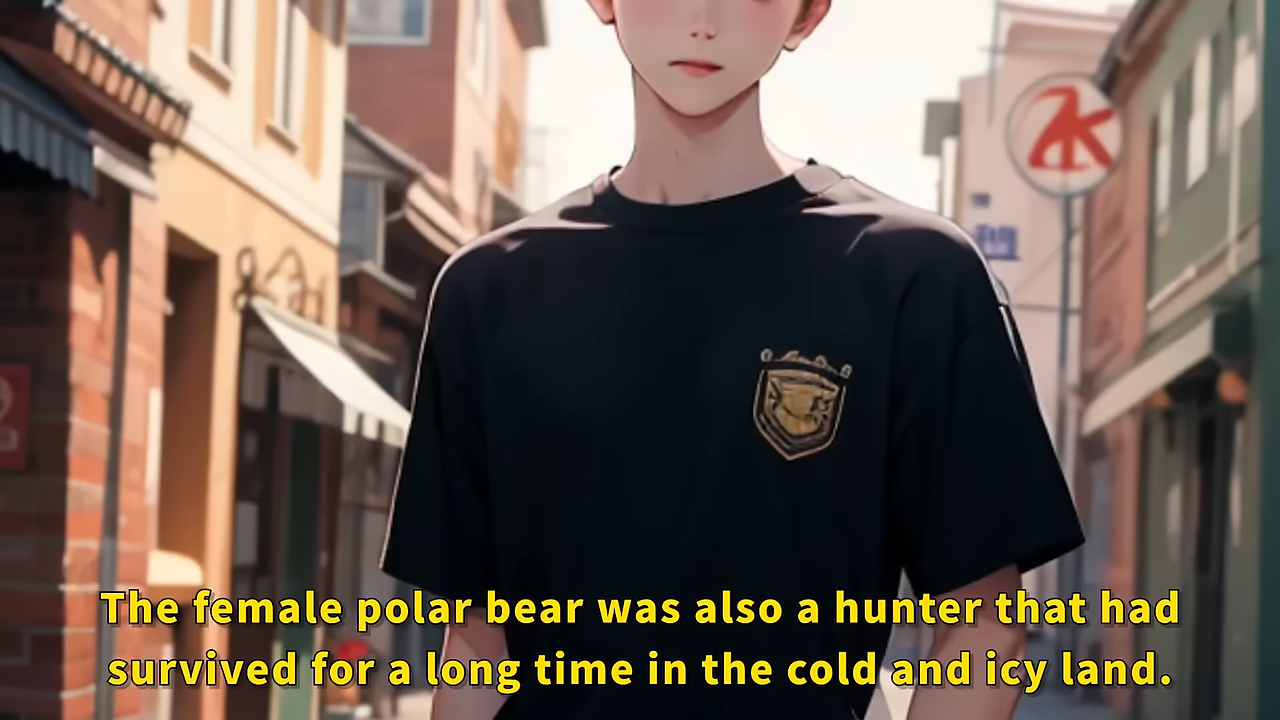 The female polar bear was also a hunter that had
survived for a long time in the cold and icy land.